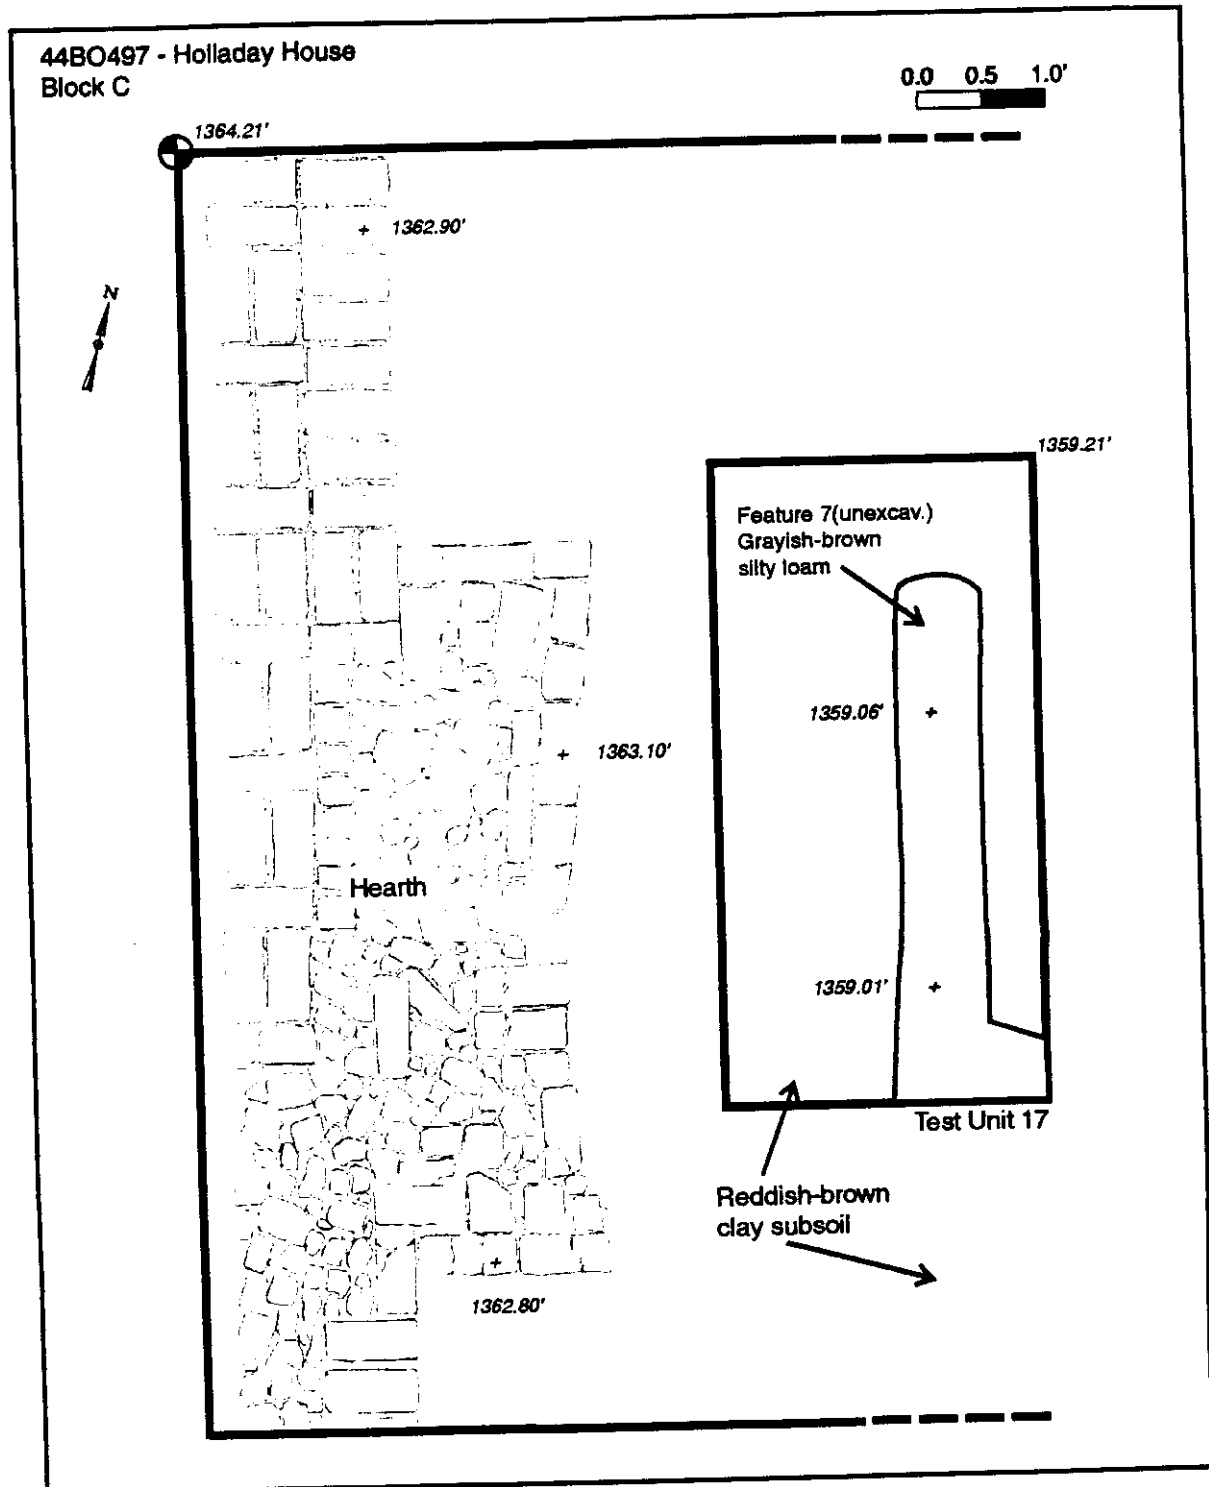 44BO497 - Holladay House
Block C
0.0 0.5 1.0'
1364.21'
1362.90'
N
1359.21'
Feature 7(unexcav.)
Grayish-brown
silty loam
1359.06'
1363.10'
Hearth
1359.01'
Test Unit 17
Reddish-brown
clay subsoil
1362.80'